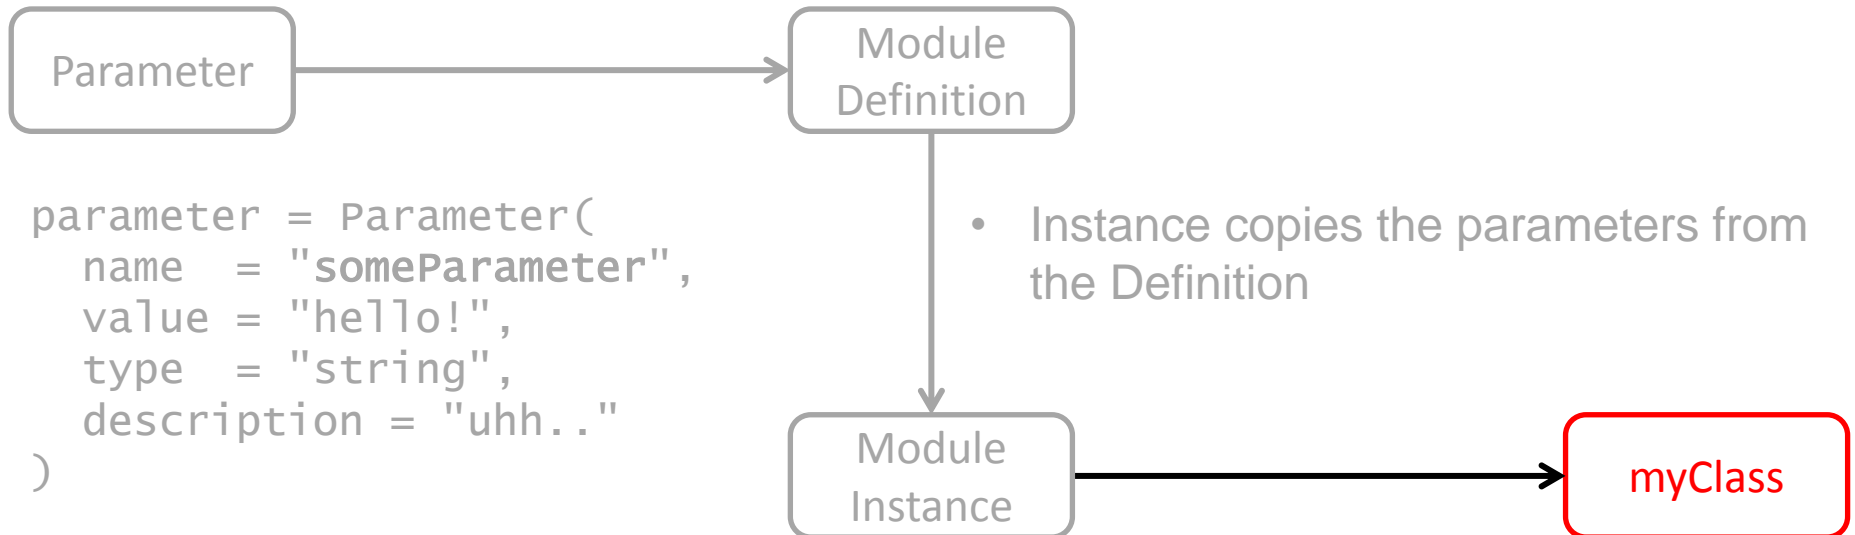 Parameter
Module
Definition
parameter = Parameter(
  name  = "someParameter",
  value = "hello!",
  type  = "string",
  description = "uhh.."
)
• Instance copies the parameters from
the Definition
Module
Instance
myClass